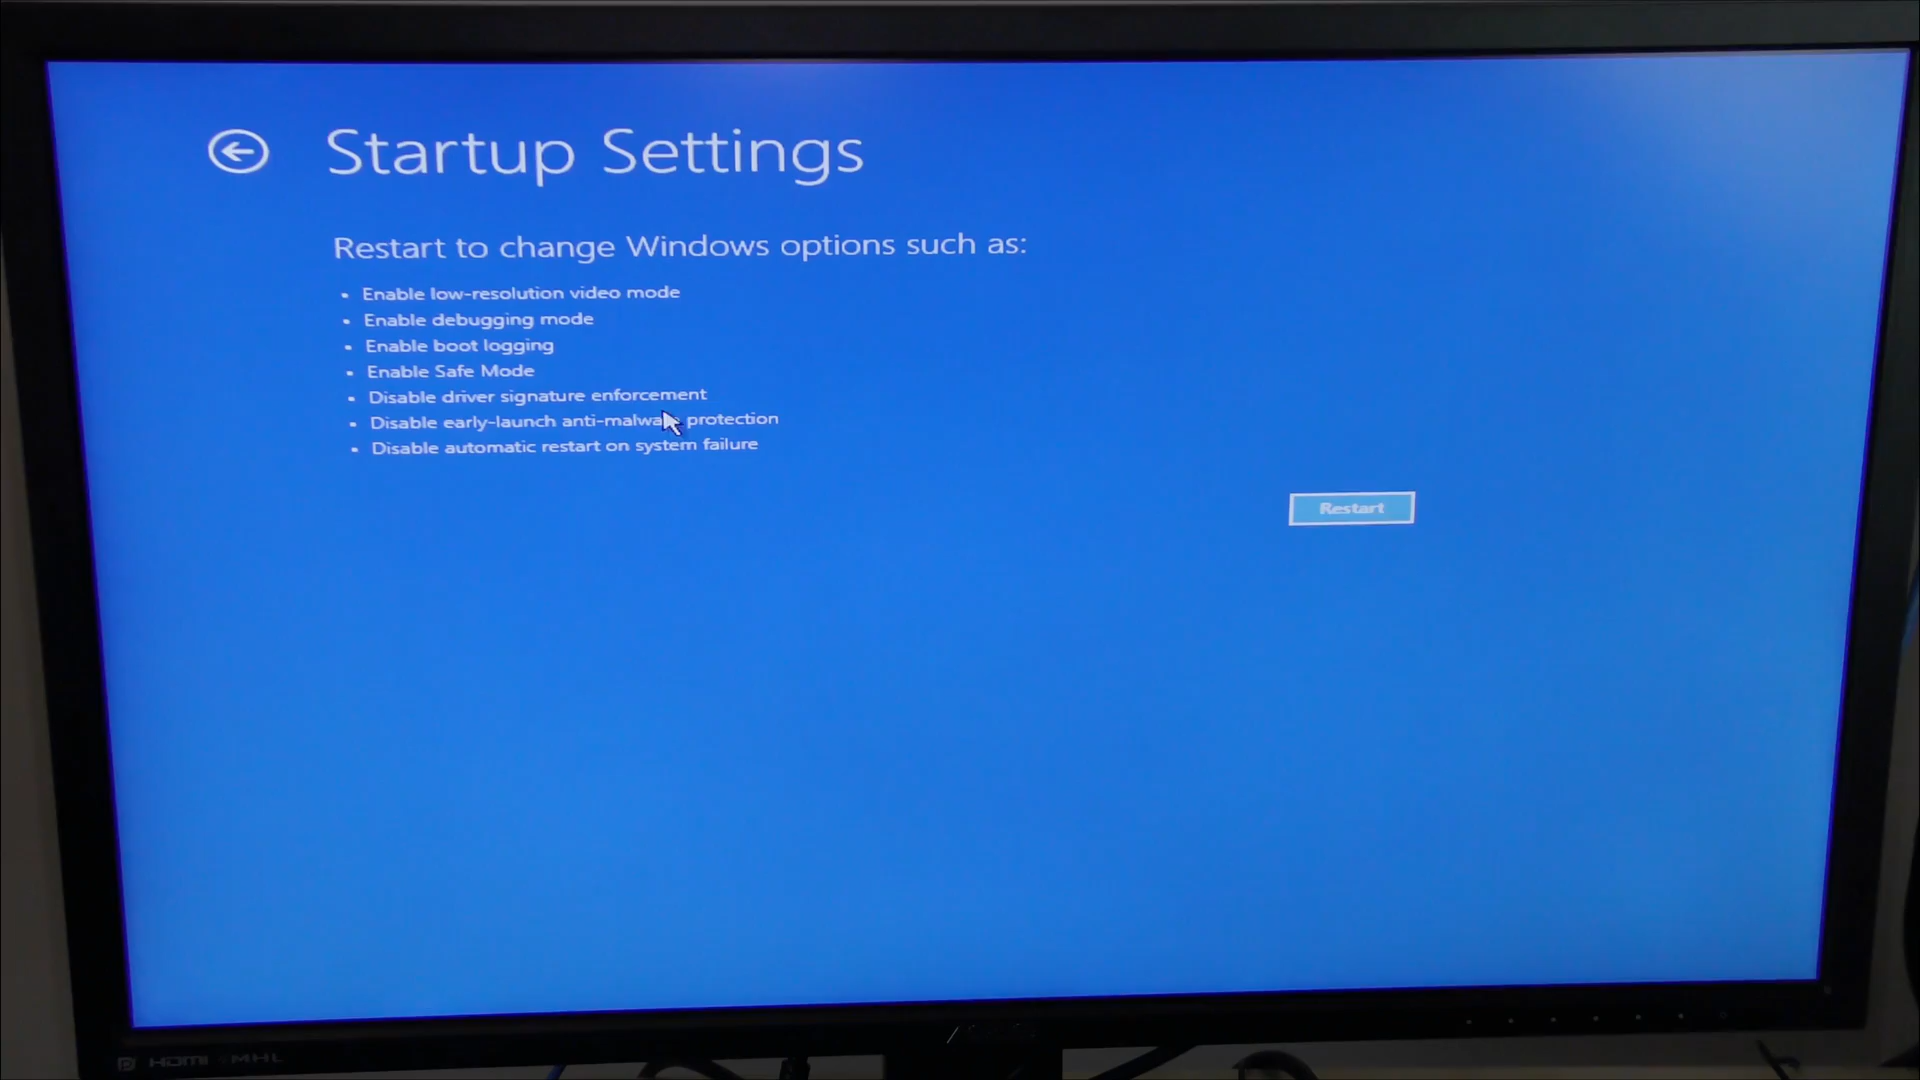 Startup Settings
Restart to change Windows options such as:
Enable low-resolution video mode
Enable debugging mode
Enable boot logging
Enable Safe Mode
Disable driver signature enforcement
Disable early-launch anti-malware protection
Disable automatic restart on system failure
Restart
HDMI MHL